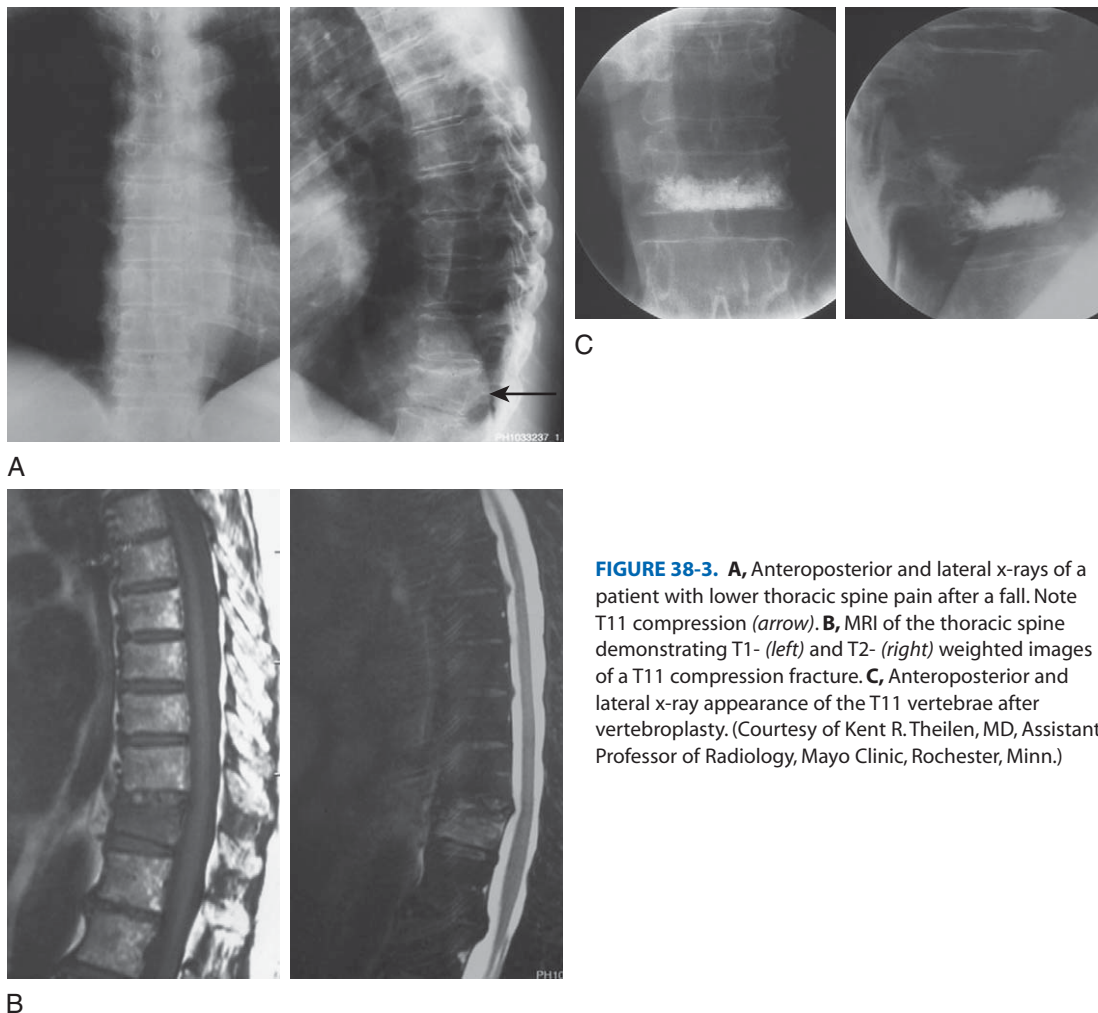 PH1033237 1
A
C
B
PH10
FIGURE 38-3. A, Anteroposterior and lateral x-rays of a
patient with lower thoracic spine pain after a fall. Note
T11 compression (arrow). B, MRI of the thoracic spine
demonstrating T1- (left) and T2- (right) weighted images
of a T11 compression fracture. C, Anteroposterior and
lateral x-ray appearance of the T11 vertebrae after
vertebroplasty. (Courtesy of Kent R. Theilen, MD, Assistant
Professor of Radiology, Mayo Clinic, Rochester, Minn.)